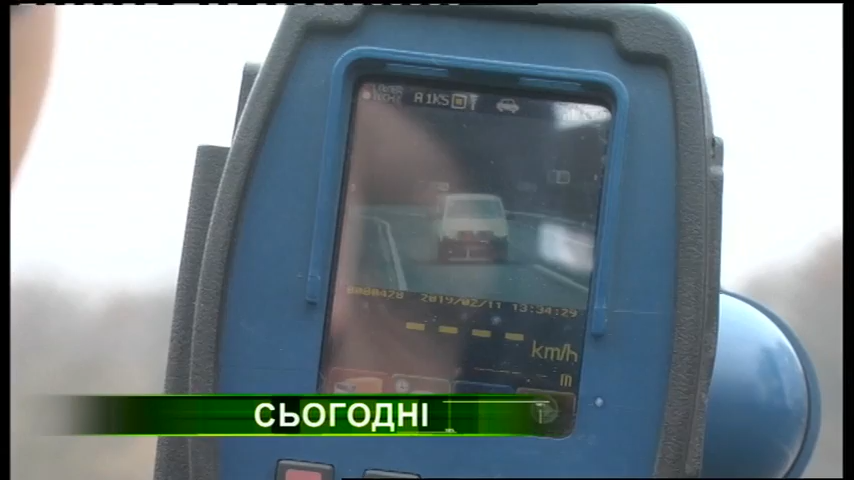 A1KS
0000428 2019/02/11 13:34:29
- - - - km/h
m
СЬОГОДНІ